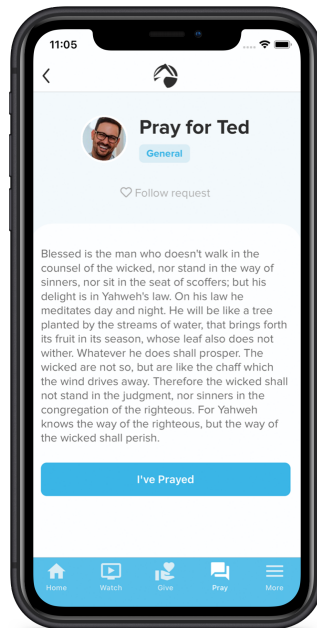 11:05
Pray for Ted
General
Follow request
Blessed is the man who doesn't walk in the
counsel of the wicked, nor stand in the way of
sinners, nor sit in the seat of scoffers; but his
delight is in Yahweh's law. On his law he
meditates day and night. He will be like a tree
planted by the streams of water, that brings forth
its fruit in its season, whose leaf also does not
wither. Whatever he does shall prosper. The
wicked are not so, but are like the chaff which
the wind drives away. Therefore the wicked shall
not stand in the judgment, nor sinners in the
congregation of the righteous. For Yahweh
knows the way of the righteous, but the way of
the wicked shall perish.
I've Prayed
Home Watch Give Pray More